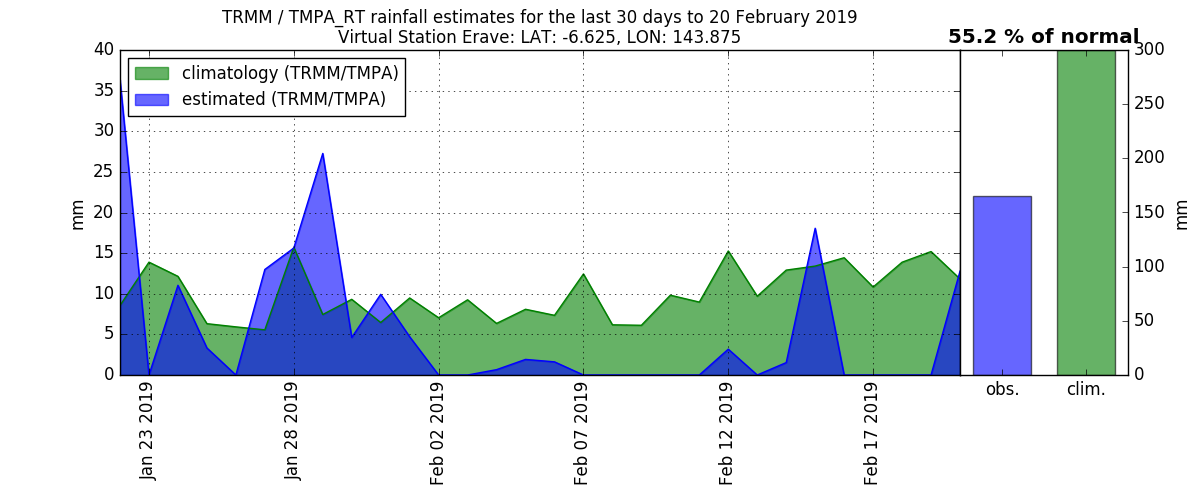 TRMM / TMPA_RT rainfall estimates for the last 30 days to 20 February 2019
Virtual Station Erave: LAT: -6.625, LON: 143.875
55.2 % of normal
climatology (TRMM/TMPA)
estimated (TRMM/TMPA)
mm
40
35
30
25
20
15
10
5
0
Jan 23 2019
Jan 28 2019
Feb 02 2019
Feb 07 2019
Feb 12 2019
Feb 17 2019
obs.
clim.
300
250
200
150
100
50
0
mm